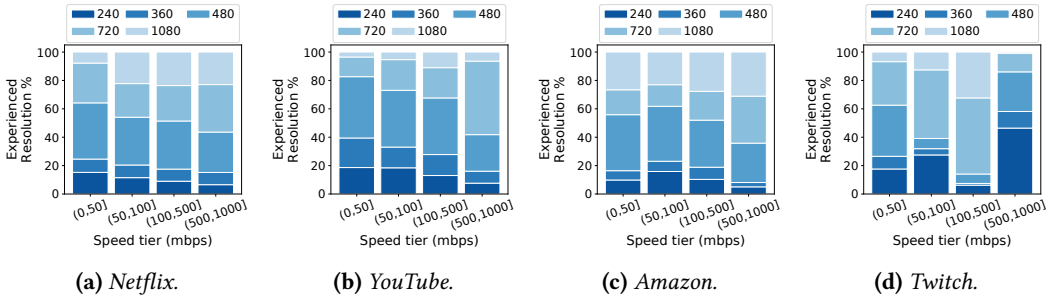 240 360 480
720 1080
100
80
60
40
20
0
Experienced
Resolution %
(0,50] (50,100] (100,500] (500,1000]
Speed tier (mbps)
(a) Netflix.
240 360 480
720 1080
100
80
60
40
20
0
Experienced
Resolution %
(0,50] (50,100] (100,500] (500,1000]
Speed tier (mbps)
(b) YouTube.
240 360 480
720 1080
100
80
60
40
20
0
Experienced
Resolution %
(0,50] (50,100] (100,500] (500,1000]
Speed tier (mbps)
(c) Amazon.
240 360 480
720 1080
100
80
60
40
20
0
Experienced
Resolution %
(0,50] (50,100] (100,500] (500,1000]
Speed tier (mbps)
(d) Twitch.